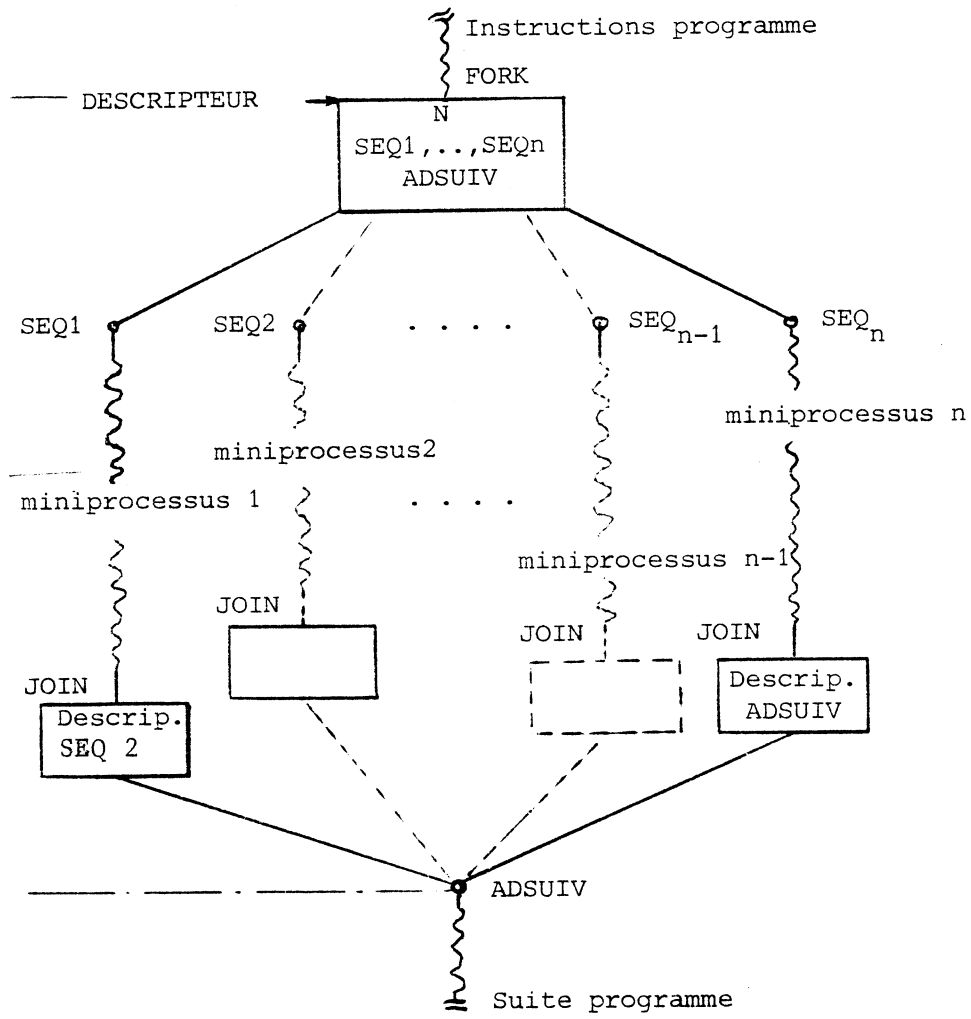 Instructions programme
FORK
DESCRIPTEUR
N
SEQ1,..,SEQn
ADSUIV
SEQ1
SEQ2
. . . .
SEQn-1
SEQn
miniprocessus n
miniprocessus2
miniprocessus 1
. . . .
miniprocessus n-1
JOIN
JOIN
JOIN
JOIN
Descrip.
ADSUIV
Descrip.
SEQ 2
ADSUIV
Suite programme